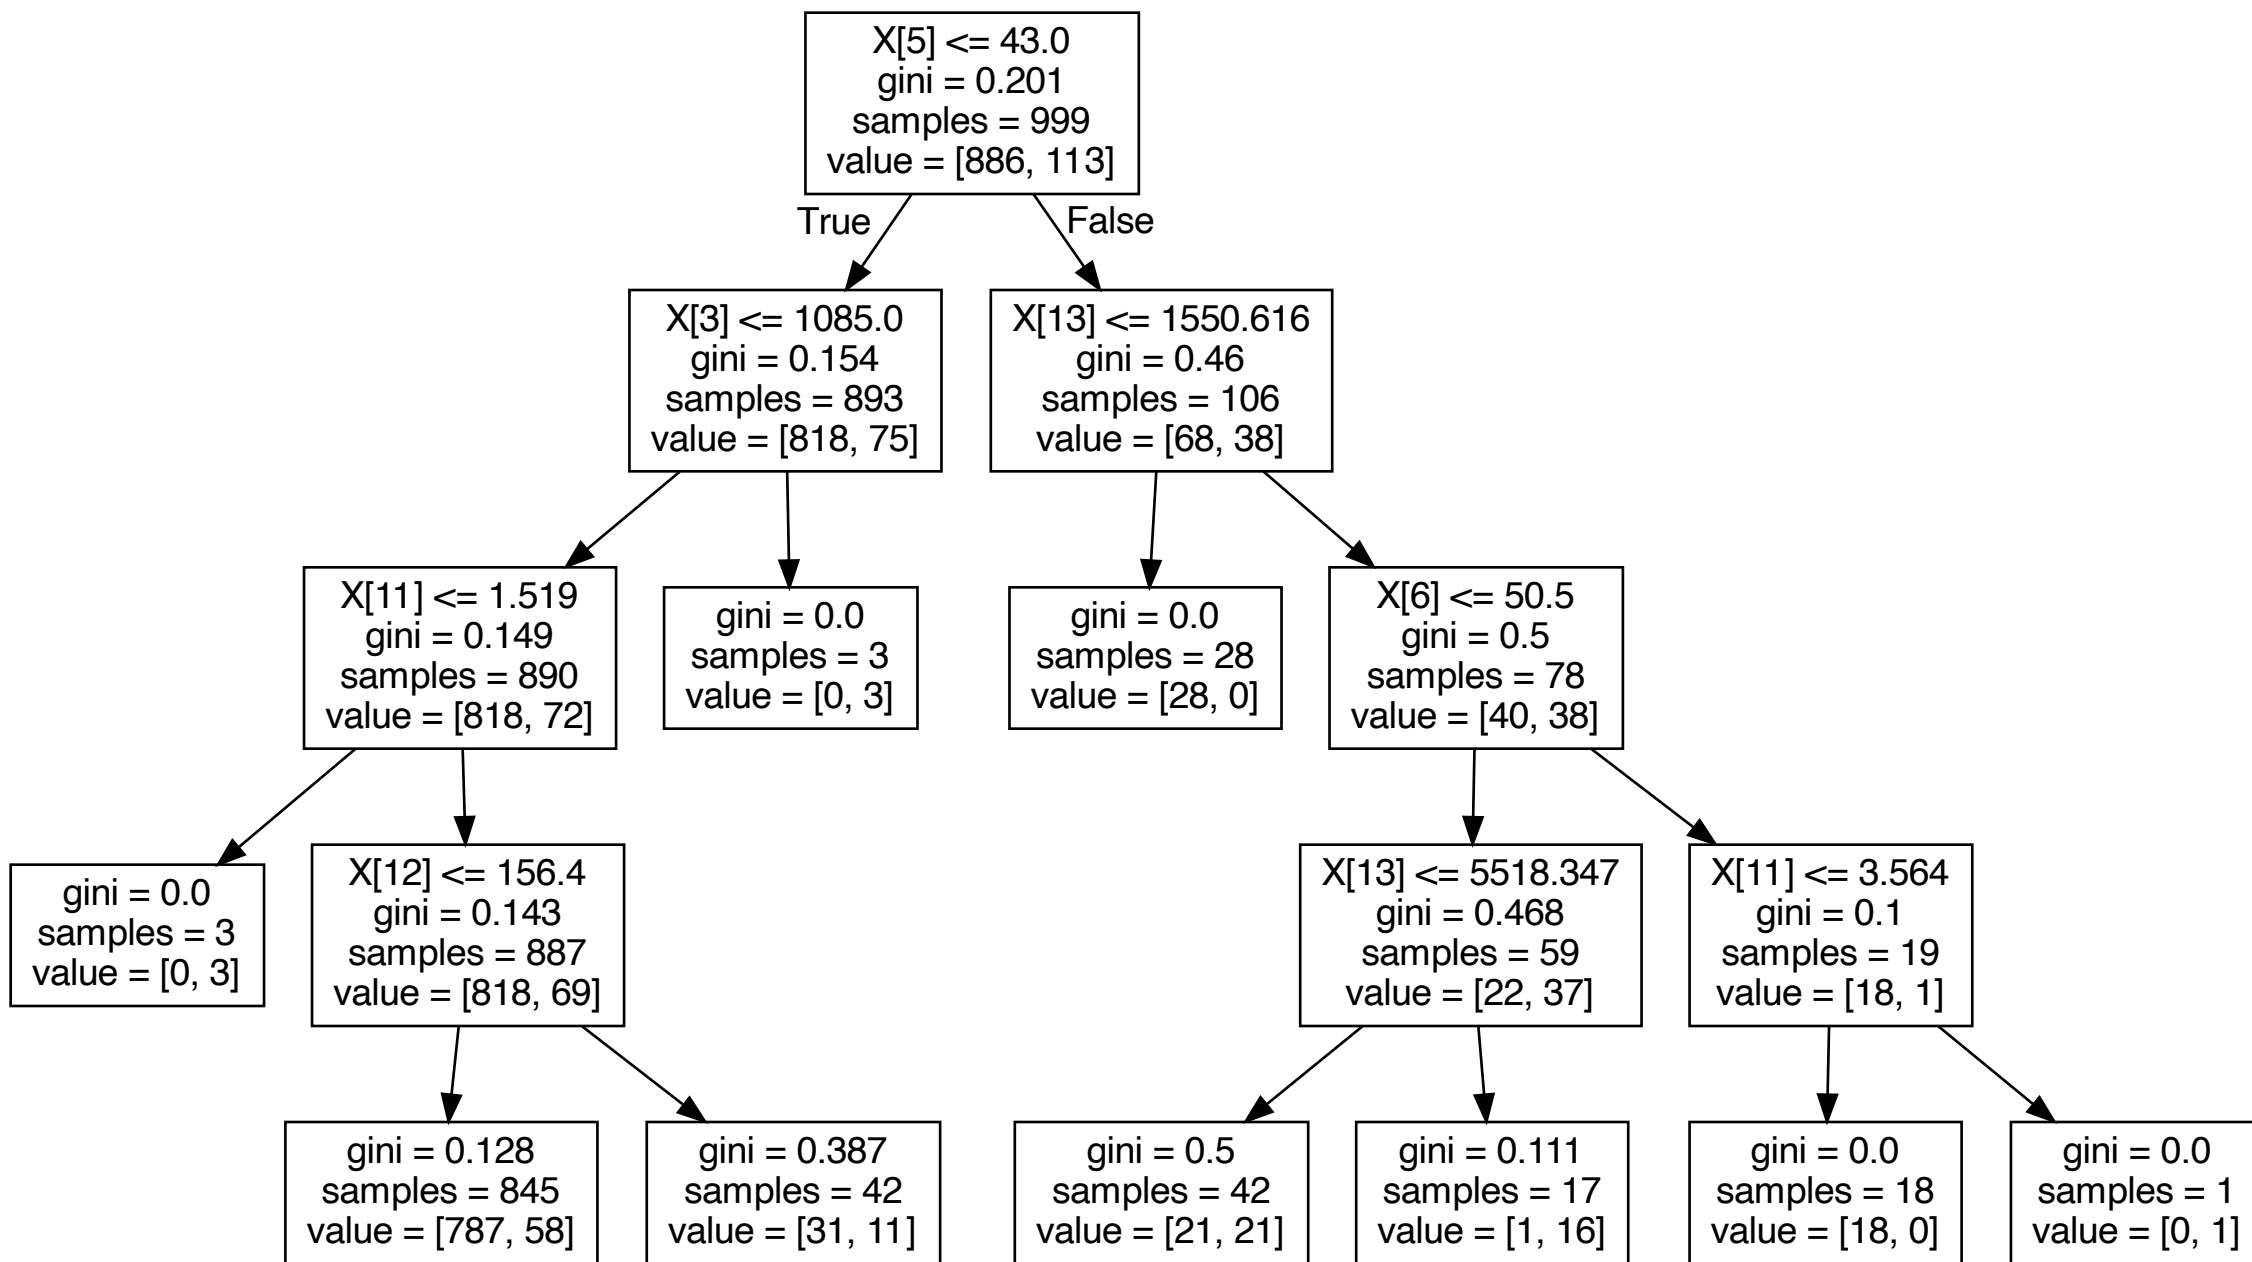 X[5] <= 43.0
gini = 0.201
samples = 999
value = [886, 113]
True
False
X[3] <= 1085.0
gini = 0.154
samples = 893
value = [818, 75]
X[13] <= 1550.616
gini = 0.46
samples = 106
value = [68, 38]
X[11] <= 1.519
gini = 0.149
samples = 890
value = [818, 72]
gini = 0.0
samples = 3
value = [0, 3]
gini = 0.0
samples = 28
value = [28, 0]
X[6] <= 50.5
gini = 0.5
samples = 78
value = [40, 38]
gini = 0.0
samples = 3
value = [0, 3]
X[12] <= 156.4
gini = 0.143
samples = 887
value = [818, 69]
X[13] <= 5518.347
gini = 0.468
samples = 59
value = [22, 37]
X[11] <= 3.564
gini = 0.1
samples = 19
value = [18, 1]
gini = 0.128
samples = 845
value = [787, 58]
gini = 0.387
samples = 42
value = [31, 11]
gini = 0.5
samples = 42
value = [21, 21]
gini = 0.111
samples = 17
value = [1, 16]
gini = 0.0
samples = 18
value = [18, 0]
gini = 0.0
samples = 1
value = [0, 1]